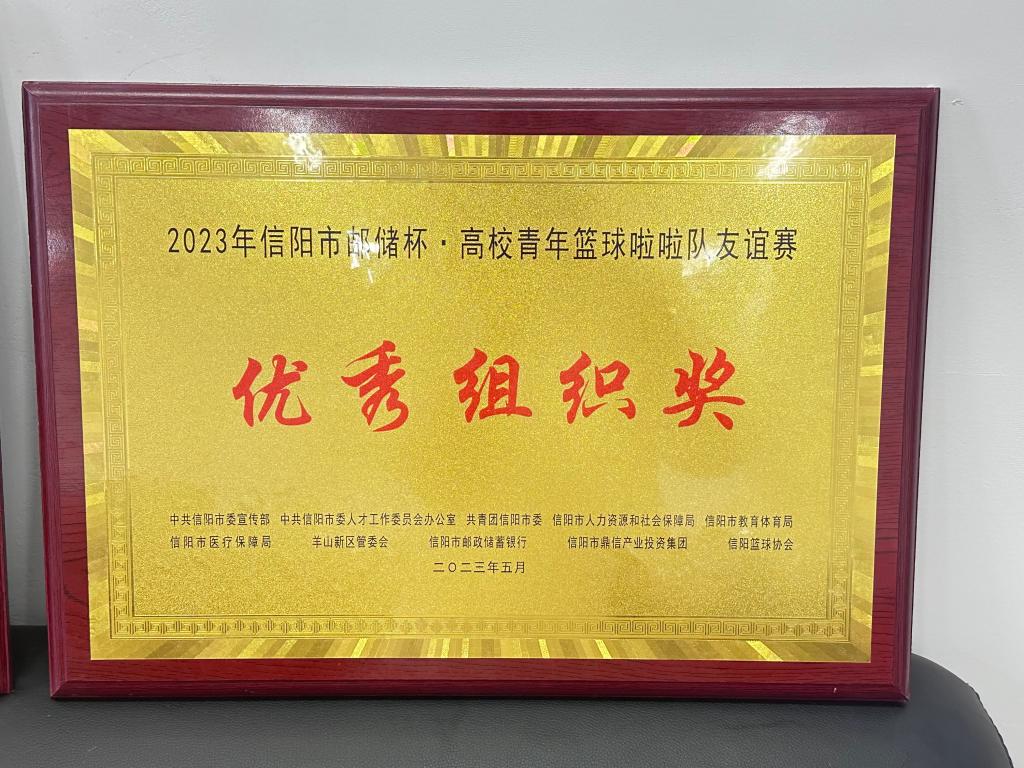 2023年信阳市邮储杯·高校青年篮球啦啦队友谊赛
优秀组织奖
中共信阳市委宣传部 中共信阳市委人才工作委员会办公室 共青团信阳市委 信阳市人力资源和社会保障局 信阳市教育体育局
信阳市医疗保障局 羊山新区管委会 信阳市邮政储蓄银行 信阳市鼎信产业投资集团 信阳篮球协会
二〇二三年五月